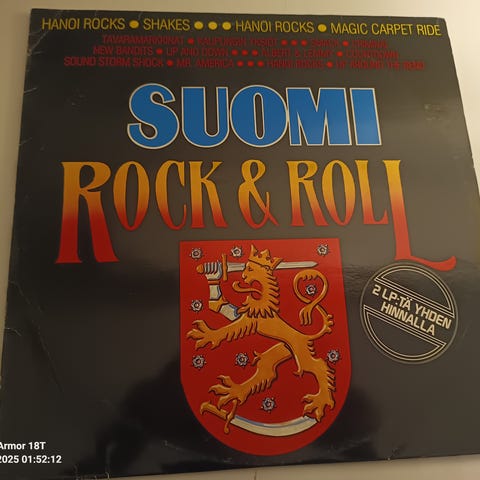 HANOI ROCKS • SHAKES • • • HANOI ROCKS • MAGIC CARPET RIDE
NEW BANDITS • UP AND DOWN • • •
SOUND STORM SHOCK • MR. AMERICA • • • HANOI ROCKS •
SUOMI
ROCK & ROLL
2 LP:TÄ YHDEN
HINNALLA
Armor 18T
2025 01:52:12